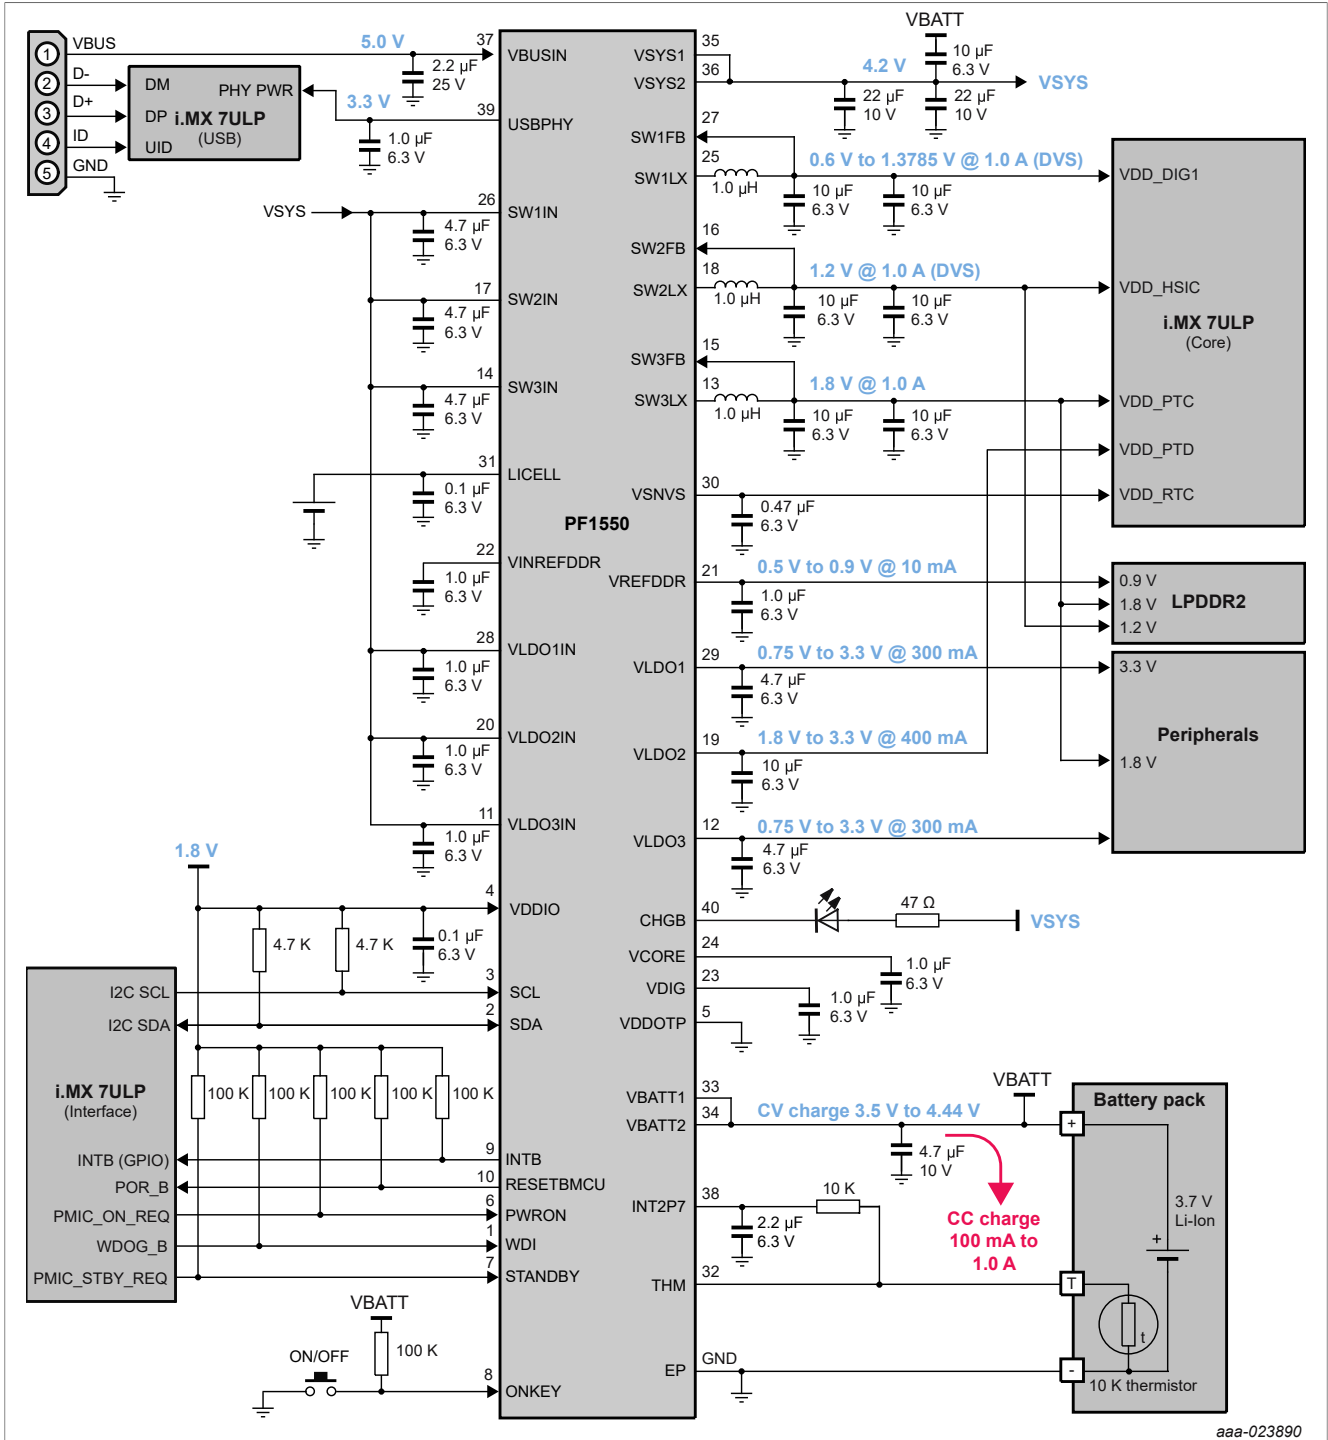 VBATT
1
VBUS
5.0 V
37
VBUSIN
2.2 µF
25 V
VSYS1
35
VSYS2
36
4.2 V
10 µF
6.3 V
VSYS
22 µF
10 V
22 µF
10 V
2
D-
DM
3
D+
DP
4
ID
UID
5
GND
PHY PWR
i.MX 7ULP
(USB)
3.3 V
39
USBPHY
1.0 µF
6.3 V
27
SW1FB
25
SW1LX
1.0 µH
0.6 V to 1.3785 V @ 1.0 A (DVS)
10 µF
6.3 V
10 µF
6.3 V
VDD_DIG1
VSYS
26
SW1IN
4.7 µF
6.3 V
16
SW2FB
18
SW2LX
1.0 µH
1.2 V @ 1.0 A (DVS)
10 µF
6.3 V
10 µF
6.3 V
VDD_HSIC
i.MX 7ULP
(Core)
17
SW2IN
4.7 µF
6.3 V
15
SW3FB
13
SW3LX
1.0 µH
1.8 V @ 1.0 A
10 µF
6.3 V
10 µF
6.3 V
VDD_PTC
VDD_PTD
14
SW3IN
4.7 µF
6.3 V
31
LICELL
0.1 µF
6.3 V
30
VSNVS
0.47 µF
6.3 V
VDD_RTC
PF1550
22
VINREFDDR
1.0 µF
6.3 V
21
VREFDDR
0.5 V to 0.9 V @ 10 mA
1.0 µF
6.3 V
0.9 V
1.8 V
1.2 V
LPDDR2
28
VLDO1IN
1.0 µF
6.3 V
29
VLDO1
0.75 V to 3.3 V @ 300 mA
4.7 µF
6.3 V
3.3 V
Peripherals
1.8 V
20
VLDO2IN
1.0 µF
6.3 V
19
VLDO2
1.8 V to 3.3 V @ 400 mA
10 µF
6.3 V
11
VLDO3IN
1.0 µF
6.3 V
12
VLDO3
0.75 V to 3.3 V @ 300 mA
4.7 µF
6.3 V
1.8 V
4
VDDIO
4.7 K
4.7 K
0.1 µF
6.3 V
40
CHGB
47 Ω
VSYS
24
VCORE
1.0 µF
6.3 V
23
VDIG
1.0 µF
6.3 V
5
VDDOTP
I2C SCL
3
SCL
I2C SDA
2
SDA
i.MX 7ULP
(Interface)
100 K
100 K
100 K
100 K
100 K
INTB (GPIO)
9
INTB
POR_B
10
RESETBMCU
PMIC_ON_REQ
6
PWRON
WDOG_B
1
WDI
PMIC_STBY_REQ
7
STANDBY
VBATT
100 K
ON/OFF
8
ONKEY
33
VBATT1
34
VBATT2
CV charge 3.5 V to 4.44 V
VBATT
4.7 µF
10 V
CC charge
100 mA to
1.0 A
38
INT2P7
10 K
2.2 µF
6.3 V
32
THM
EP
GND
Battery pack
+
3.7 V
Li-Ion
+
T
t
-
10 K thermistor
aaa-023890